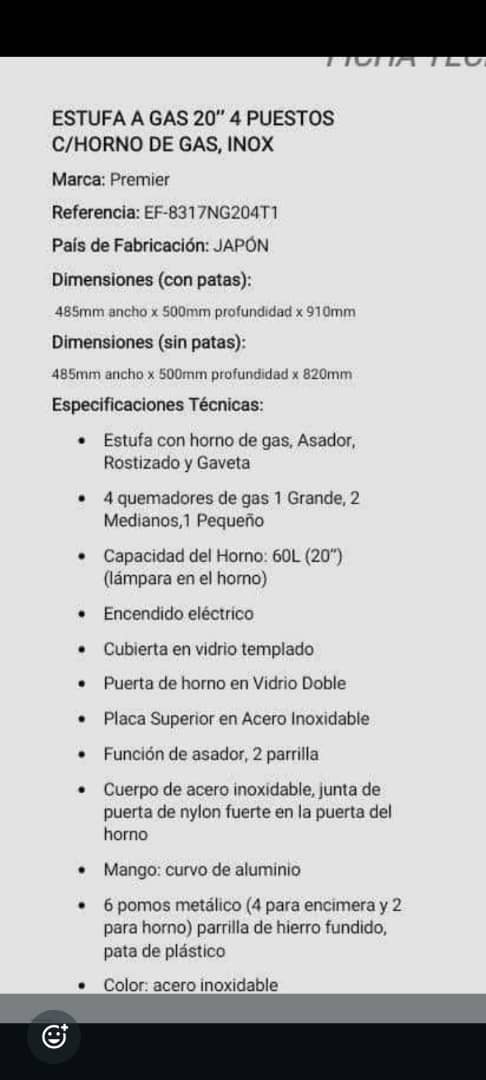 FICHA TÉC
ESTUFA A GAS 20” 4 PUESTOS
C/HORNO DE GAS, INOX
Marca: Premier
Referencia: EF-8317NG204T1
País de Fabricación: JAPÓN
Dimensiones (con patas):
485mm ancho x 500mm profundidad x 910mm
Dimensiones (sin patas):
485mm ancho x 500mm profundidad x 820mm
Especificaciones Técnicas:
• Estufa con horno de gas, Asador,
Rostizado y Gaveta
• 4 quemadores de gas 1 Grande, 2
Medianos,1 Pequeño
• Capacidad del Horno: 60L (20”)
(lámpara en el horno)
• Encendido eléctrico
• Cubierta en vidrio templado
• Puerta de horno en Vidrio Doble
• Placa Superior en Acero Inoxidable
• Función de asador, 2 parrilla
• Cuerpo de acero inoxidable, junta de
puerta de nylon fuerte en la puerta del
horno
• Mango: curvo de aluminio
• 6 pomos metálico (4 para encimera y 2
para horno) parrilla de hierro fundido,
pata de plástico
• Color: acero inoxidable